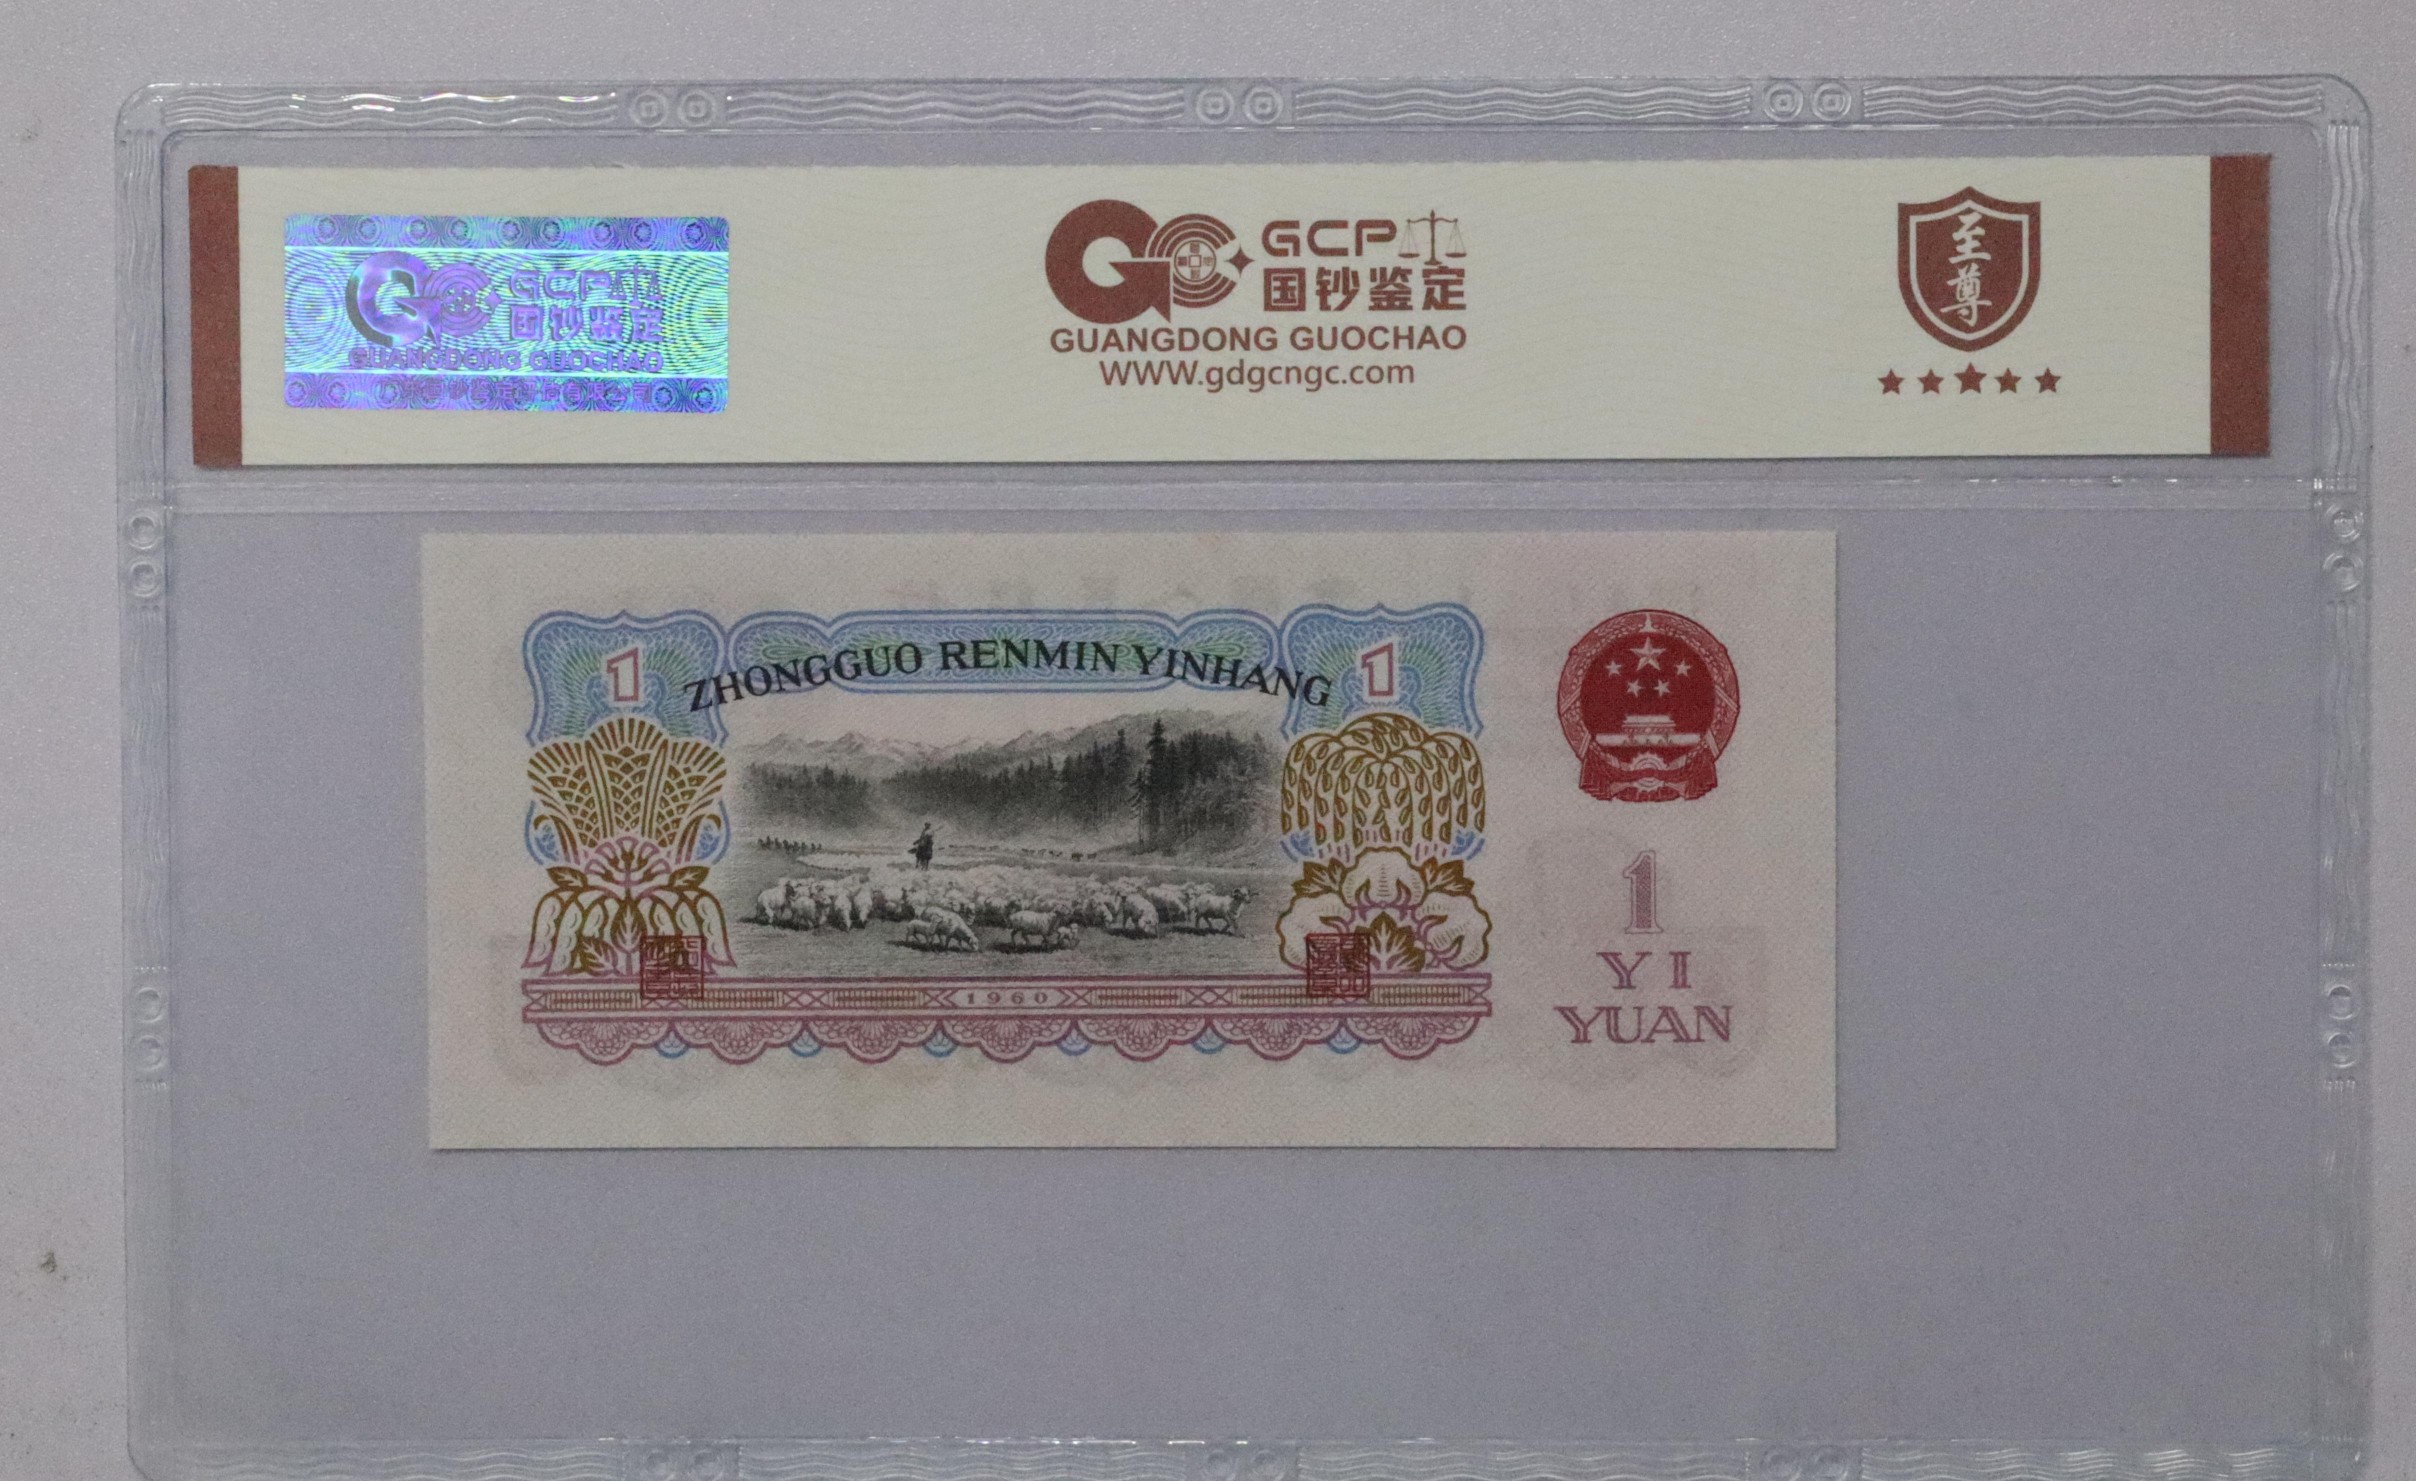 GCP
国钞鉴定
GUANGDONG GUOCHAO
GCP
国钞鉴定
GUANGDONG GUOCHAO
www.gdgcngc.com
至尊
ZHONGGUO RENMIN YINHANG
1
1
1960
1
YI
YUAN